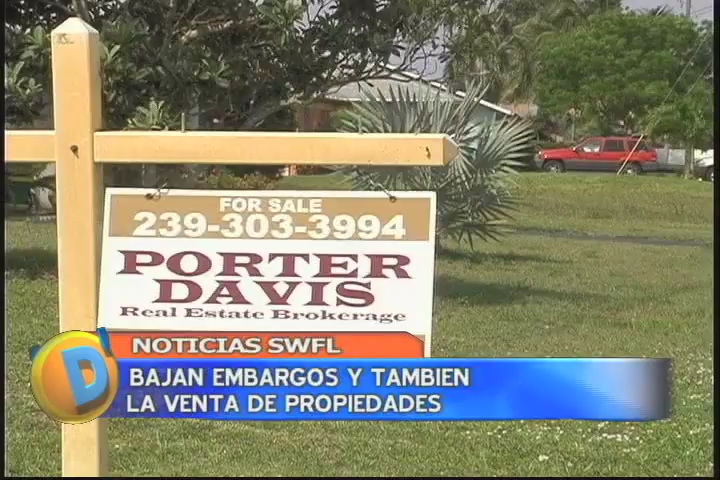 FOR SALE
239-303-3994
PORTER
DAVIS
Real Estate Brokerage
NOTICIAS SWFL
D
BAJAN EMBARGOS Y TAMBIEN
LA VENTA DE PROPIEDADES